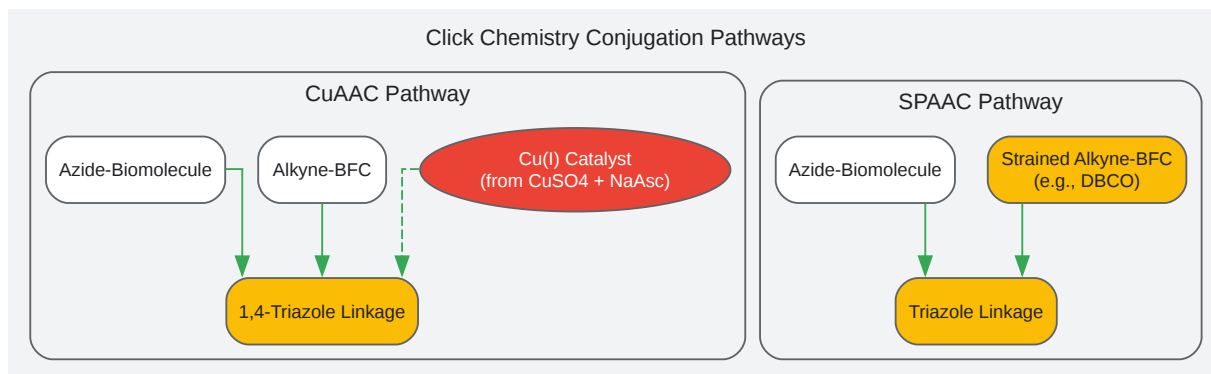 Click Chemistry Conjugation Pathways
CuAAC Pathway
Azide-Biomolecule
Alkyne-BFC
Cu(I) Catalyst
(from CuSO4 + NaAsc)
1,4-Triazole Linkage
SPAAC Pathway
Azide-Biomolecule
Strained Alkyne-BFC
(e.g., DBCO)
Triazole Linkage